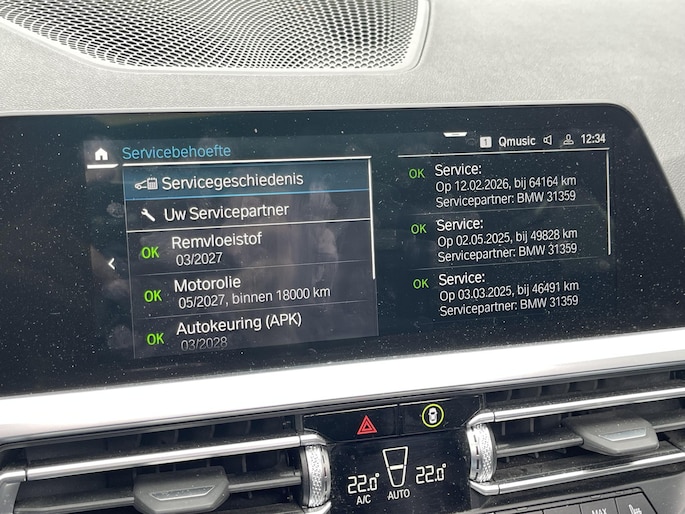 1 Qmusic 12:34
Servicebehoefte
Servicegeschiedenis
Uw Servicepartner
OK Remvloeistof
03/2027
OK Motorolie
05/2027, binnen 18000 km
OK Autokeuring (APK)
03/2028
OK Service:
Op 12.02.2026, bij 64164 km
Servicepartner: BMW 31359
OK Service:
Op 02.05.2025, bij 49828 km
Servicepartner: BMW 31359
OK Service:
Op 03.03.2025, bij 46491 km
Servicepartner: BMW 31359
22.0 22.0
A/C AUTO
MAX